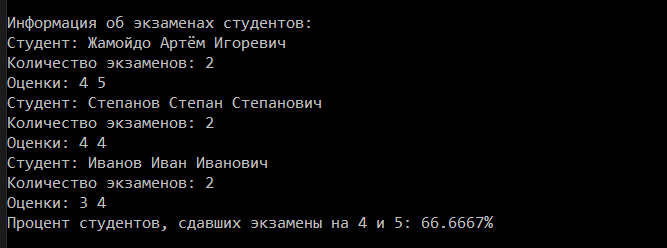 Информация об экзаменах студентов:
Студент: Жамойдо Артём Игоревич
Количество экзаменов: 2
Оценки: 4 5
Студент: Степанов Степан Степанович
Количество экзаменов: 2
Оценки: 4 4
Студент: Иванов Иван Иванович
Количество экзаменов: 2
Оценки: 3 4
Процент студентов, сдавших экзамены на 4 и 5: 66.6667%